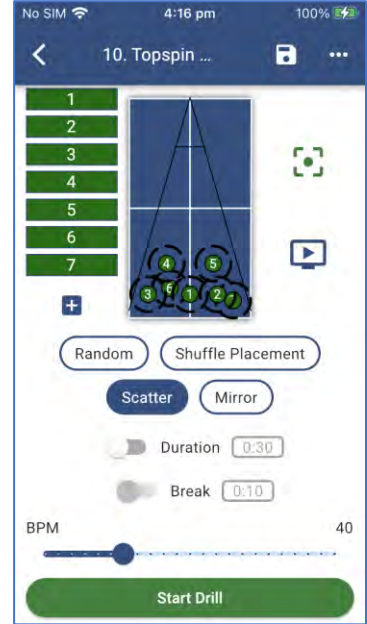 No SIM 4:16 pm 100%
10. Topspin ...
1
2
3
4
5
6
7
4 5
3 6 1 2
Random Shuffle Placement
Scatter Mirror
Duration 0:30
Break 0:10
BPM 40
Start Drill